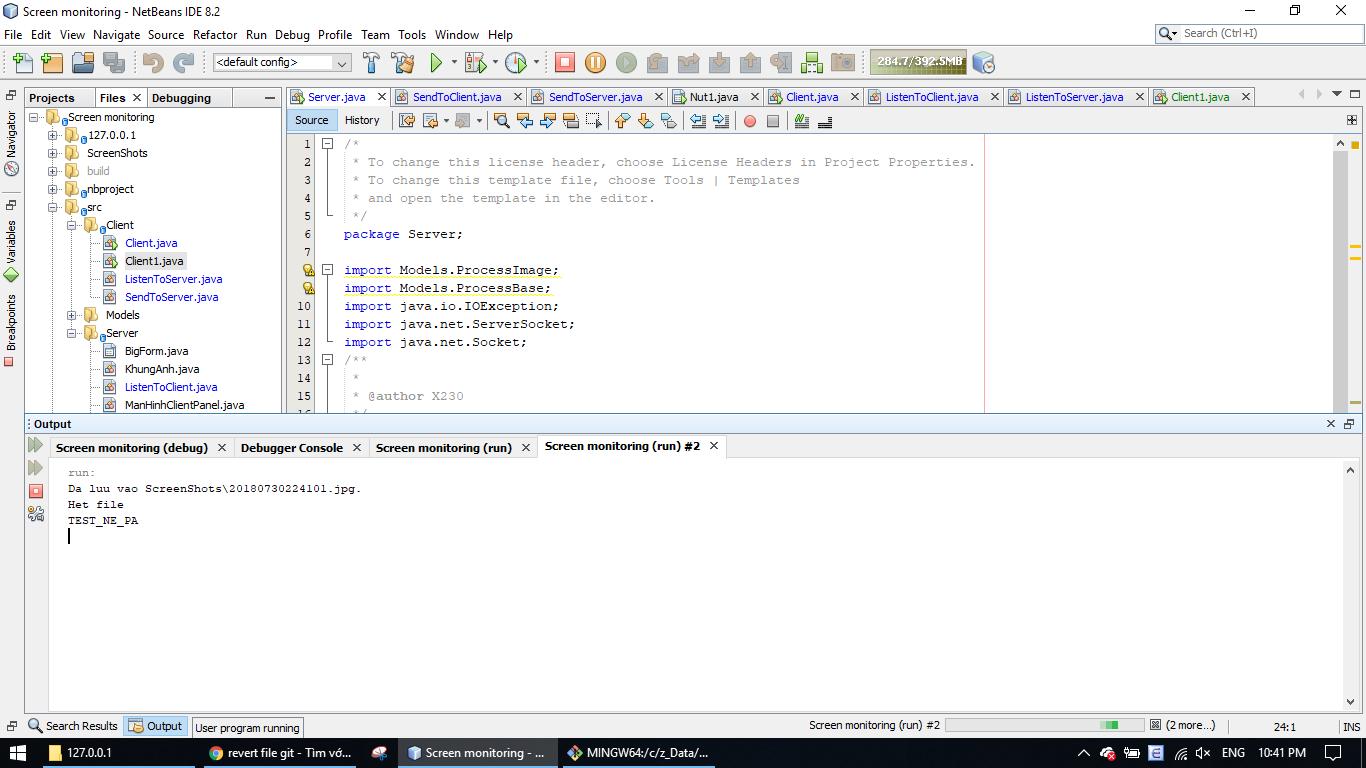 Screen monitoring - NetBeans IDE 8.2
File Edit View Navigate Source Refactor Run Debug Profile Team Tools Window Help
Search (Ctrl+I)
<default config>
284.7/392.5MB
Projects Files Debugging
Server.java SendToClient.java SendToServer.java Nut1.java Client.java ListenToClient.java ListenToServer.java Client1.java
Navigator
Variables
Breakpoints
Screen monitoring
127.0.0.1
ScreenShots
build
nbproject
src
Client
Client.java
Client1.java
ListenToServer.java
SendToServer.java
Models
Server
BigForm.java
KhungAnh.java
ListenToClient.java
ManHinhClientPanel.java
Source History
1 /*
2 * To change this license header, choose License Headers in Project Properties.
3 * To change this template file, choose Tools | Templates
4 * and open the template in the editor.
5 */
6 package Server;
7
import Models.ProcessImage;
import Models.ProcessBase;
10 import java.io.IOException;
11 import java.net.ServerSocket;
12 import java.net.Socket;
13 /**
14 *
15 * @author X230
16 */
Output
Screen monitoring (debug) Debugger Console Screen monitoring (run) Screen monitoring (run) #2
run:
Da luu vao ScreenShots\20180730224101.jpg.
Het file
TEST_NE_PA
Search Results Output User program running
Screen monitoring (run) #2 (2 more...) 24:1 INS
127.0.0.1 revert file git - Tìm vớ... Screen monitoring - ... MINGW64:/c/z_Data/... ENG 10:41 PM